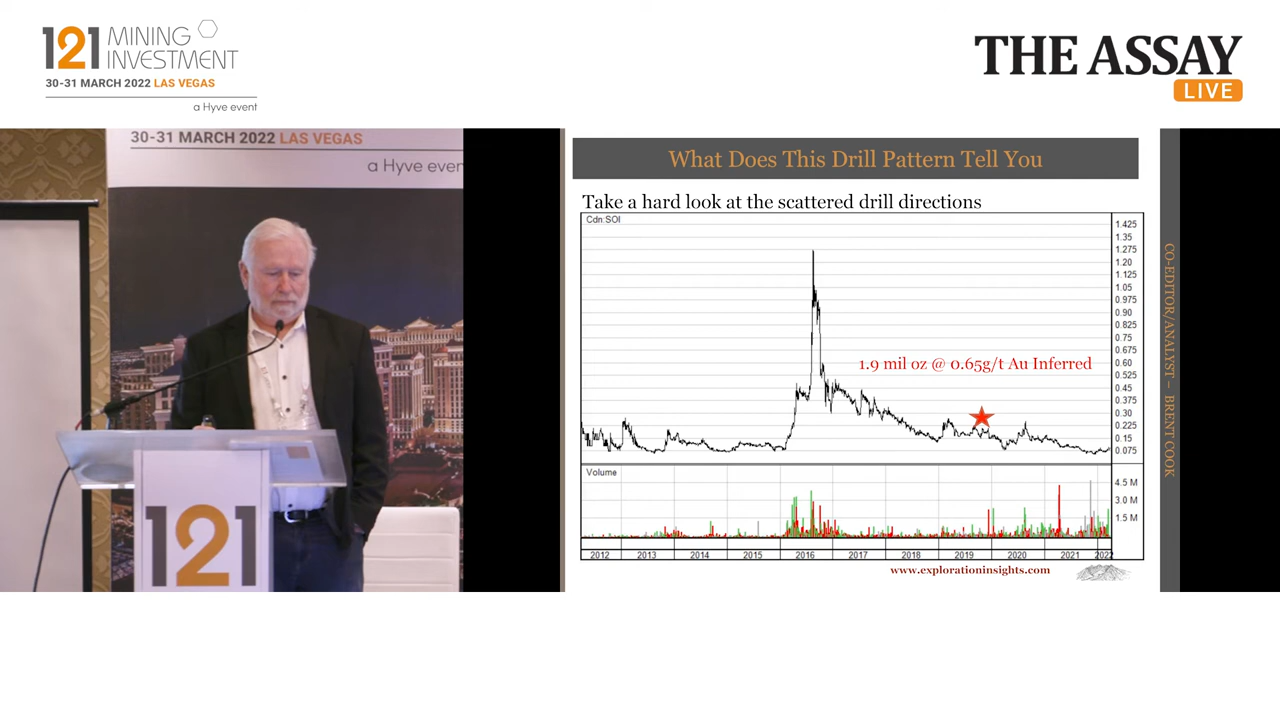 121 MINING
INVESTMENT
30-31 MARCH 2022 LAS VEGAS
a Hyve event
THE ASSAY
LIVE
30-31 MARCH 2022 LAS VEGAS
a Hyve even
121
What Does This Drill Pattern Tell You
Take a hard look at the scattered drill directions
Cdn:SOI
1.425
1.35
1.275
1.20
1.125
1.05
0.975
0.90
0.825
0.75
0.675
0.60
0.525
0.45
0.375
0.30
0.225
0.15
0.075
1.9 mil oz @ 0.65g/t Au Inferred
Volume
4.5 M
3.0 M
1.5 M
2012 2013 2014 2015 2016 2017 2018 2019 2020 2021 2022
www.explorationinsights.com
CO-EDITOR/ANALYST – BRENT COOK